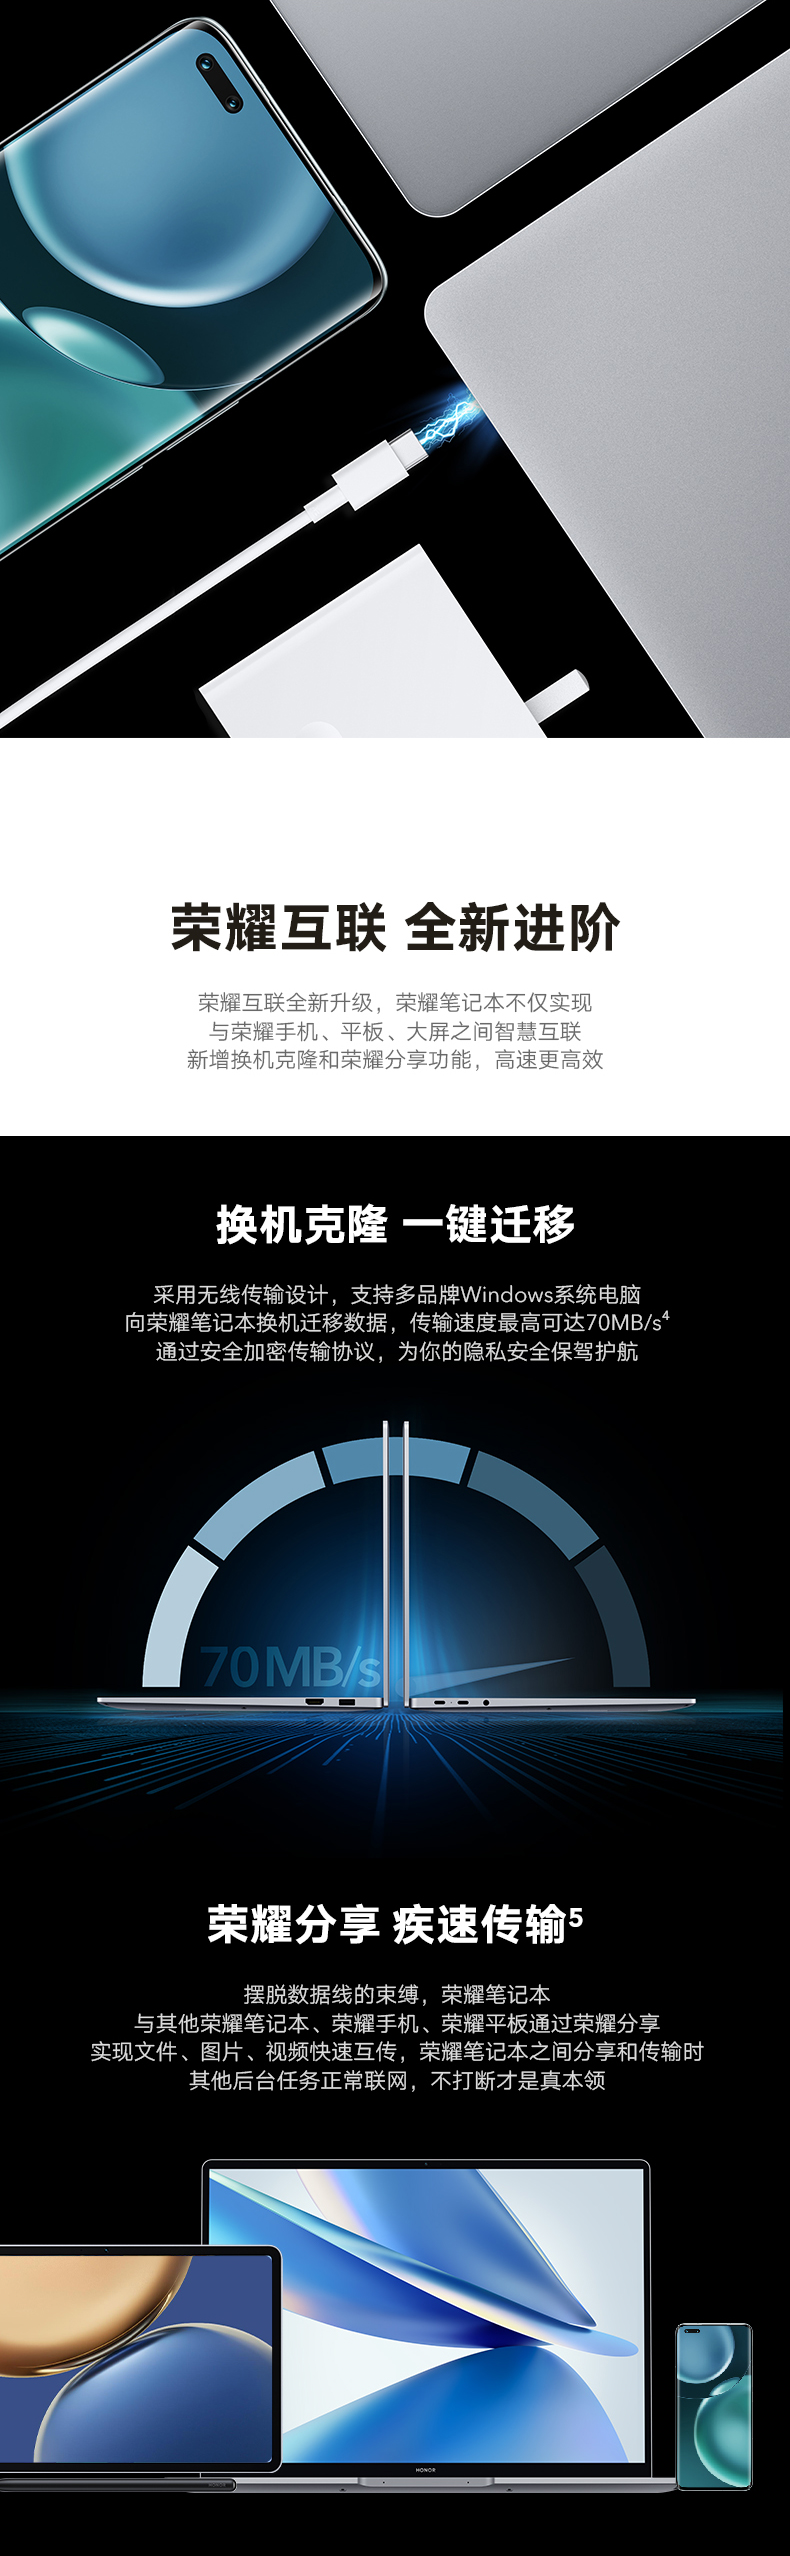 荣耀互联 全新进阶
荣耀互联全新升级，荣耀笔记本不仅实现
与荣耀手机、平板、大屏之间智慧互联
新增换机克隆和荣耀分享功能，高速更高效
换机克隆 一键迁移
采用无线传输设计，支持多品牌Windows系统电脑
向荣耀笔记本换机迁移数据，传输速度最高可达70MB/s⁴
通过安全加密传输协议，为你的隐私安全保驾护航
70MB/s
荣耀分享 疾速传输⁵
摆脱数据线的束缚，荣耀笔记本
与其他荣耀笔记本、荣耀手机、荣耀平板通过荣耀分享
实现文件、图片、视频快速互传，荣耀笔记本之间分享和传输时
其他后台任务正常联网，不打断才是真本领
HONOR